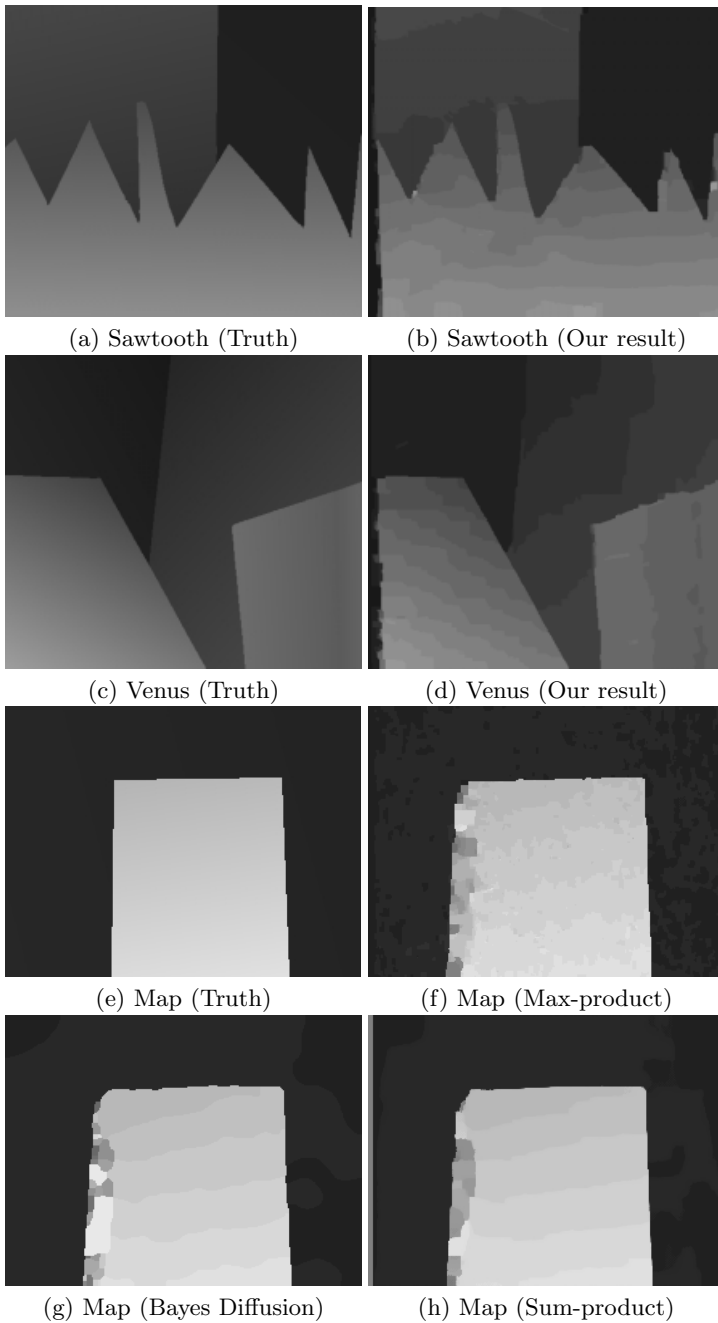 (a) Sawtooth (Truth)
(b) Sawtooth (Our result)
(c) Venus (Truth)
(d) Venus (Our result)
(e) Map (Truth)
(f) Map (Max-product)
(g) Map (Bayes Diffusion)
(h) Map (Sum-product)